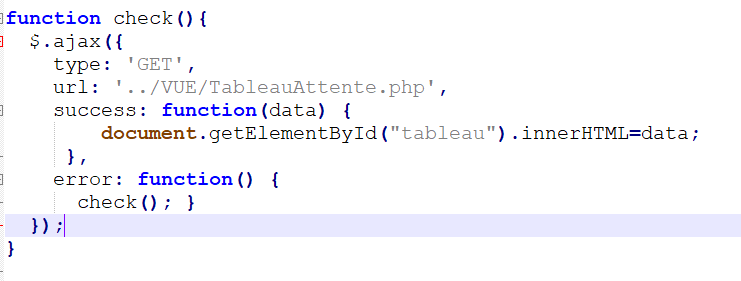 function check(){
$.ajax({
type: 'GET',
url: '../VUE/TableauAttente.php',
success: function(data) {
document.getElementById("tableau").innerHTML=data;
},
error: function() {
check(); }
});
}